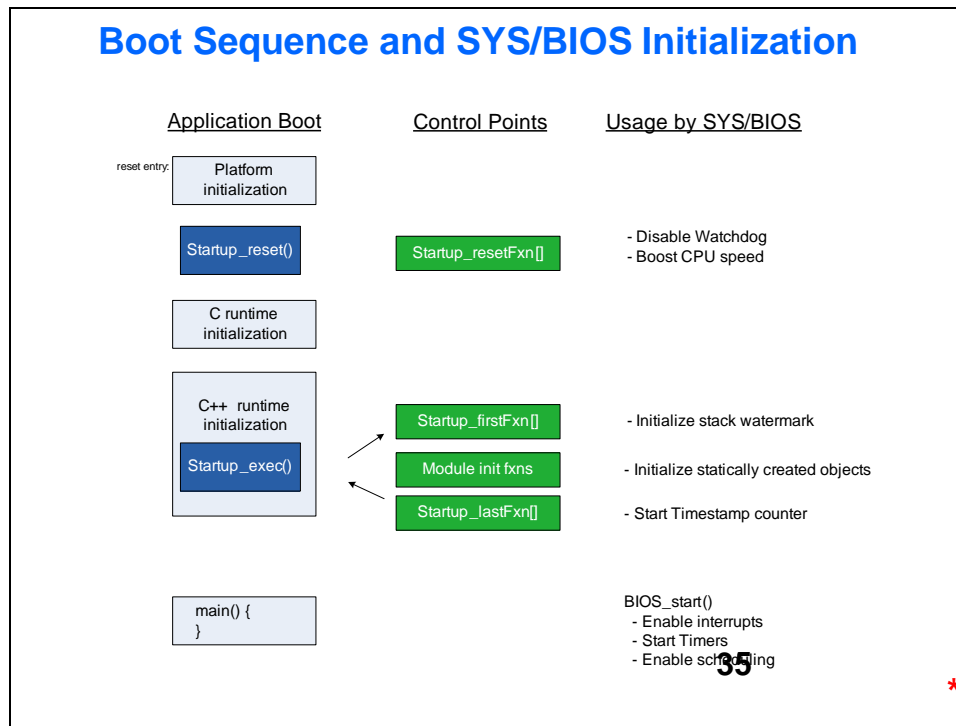 Boot Sequence and SYS/BIOS Initialization
Application Boot
Control Points
Usage by SYS/BIOS
reset entry:
Platform
initialization
Startup_reset()
Startup_resetFxn[]
- Disable Watchdog
- Boost CPU speed
C runtime
initialization
C++ runtime
initialization
Startup_exec()
Startup_firstFxn[]
- Initialize stack watermark
Module init fxns
- Initialize statically created objects
Startup_lastFxn[]
- Start Timestamp counter
main() {
}
BIOS_start()
- Enable interrupts
- Start Timers
- Enable scheduling
35
*